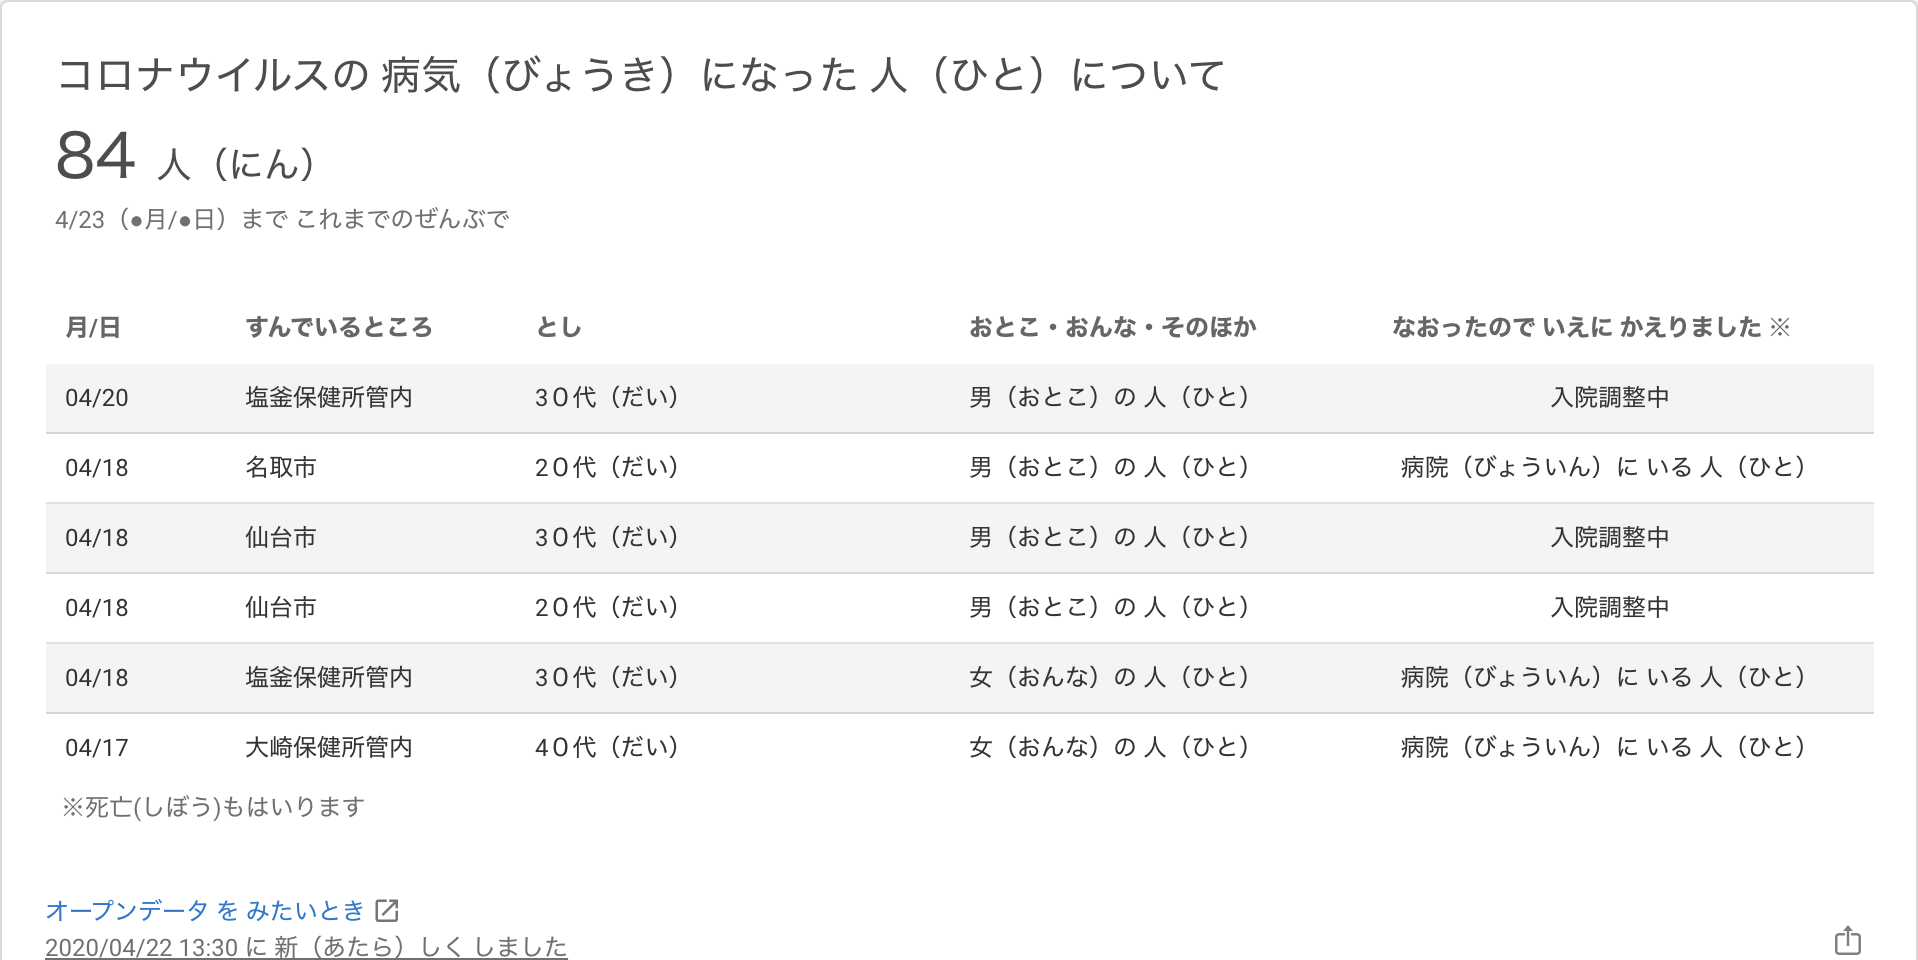 コロナウイルスの 病気（びょうき）になった 人（ひと）について
84 人（にん）
4/23（●月/●日）まで これまでのぜんぶで
月/日 すんでいるところ とし おとこ・おんな・そのほか なおったので いえに かえりました ※
04/20 塩釜保健所管内 3０代（だい） 男（おとこ）の 人（ひと） 入院調整中
04/18 名取市 2０代（だい） 男（おとこ）の 人（ひと） 病院（びょういん）に いる 人（ひと）
04/18 仙台市 3０代（だい） 男（おとこ）の 人（ひと） 入院調整中
04/18 仙台市 2０代（だい） 男（おとこ）の 人（ひと） 入院調整中
04/18 塩釜保健所管内 3０代（だい） 女（おんな）の 人（ひと） 病院（びょういん）に いる 人（ひと）
04/17 大崎保健所管内 4０代（だい） 女（おんな）の 人（ひと） 病院（びょういん）に いる 人（ひと）
※死亡(しぼう)もはいります
オープンデータ を みたいとき
2020/04/22 13:30 に 新（あたら）しく しました